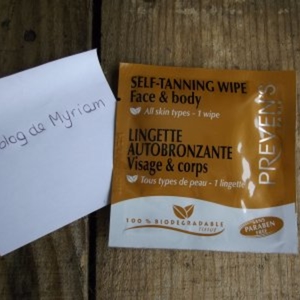 blog de Myriam
SELF-TANNING WIPE
Face & body
All skin types - 1 wipe
LINGETTE
AUTOBRONZANTE
Visage & corps
Tous types de peau - 1 lingette
100% BIODEGRADABLE
PREVEN'S
SANS
PARABEN